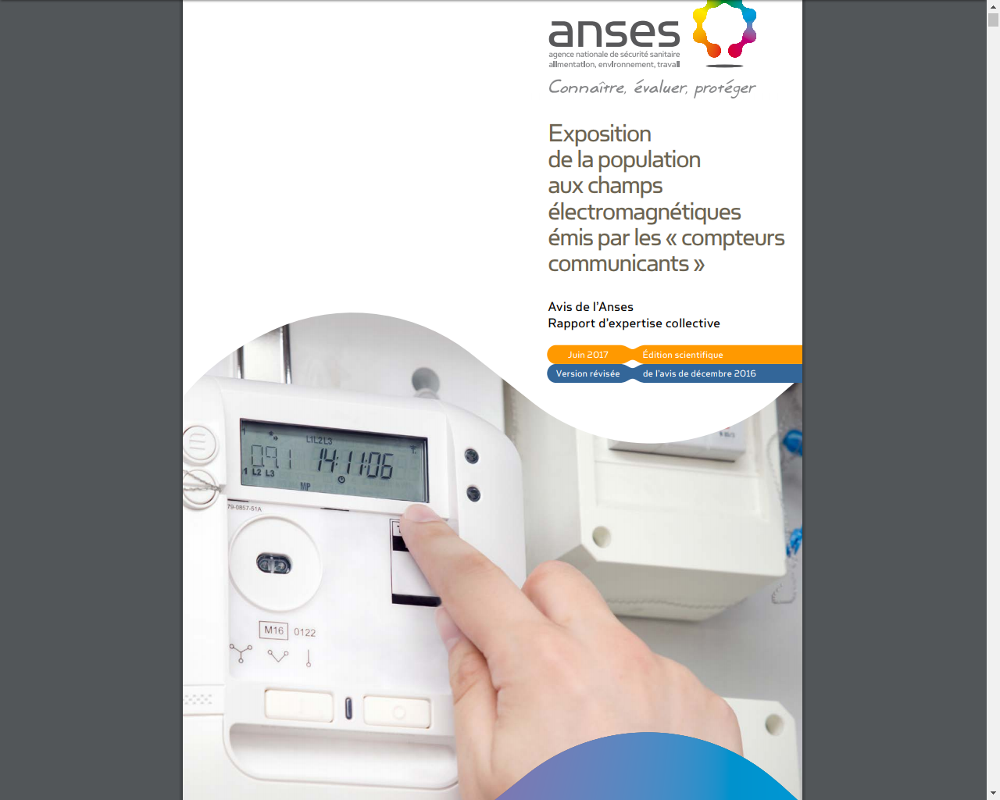 anses
agence nationale de sécurité sanitaire
alimentation, environnement, travail
Connaître, évaluer, protéger
Exposition
de la population
aux champs
électromagnétiques
émis par les « compteurs
communicants »
Avis de l'Anses
Rapport d'expertise collective
Juin 2017 Édition scientifique
Version révisée de l'avis de décembre 2016
1
L1L2L3
0.9.1 14:11:06
1 L2 L3
MP
79-0857-51A
M16 0122